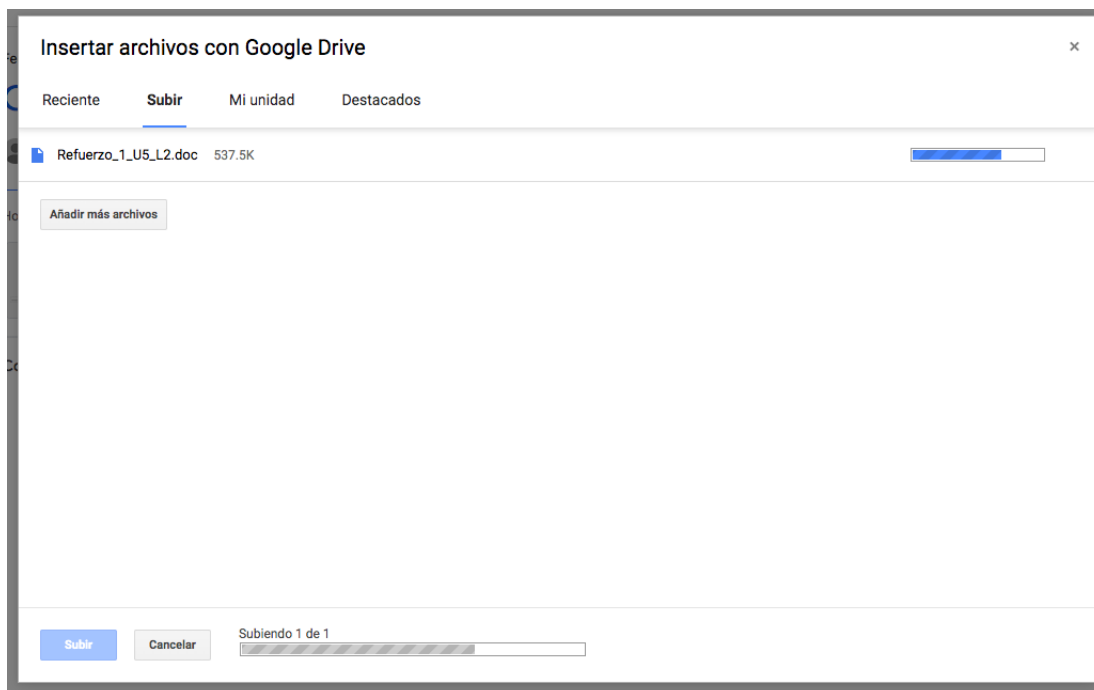 Insertar archivos con Google Drive
×
Reciente Subir Mi unidad Destacados
Refuerzo_1_U5_L2.doc 537.5K
Añadir más archivos
Subir Cancelar Subiendo 1 de 1